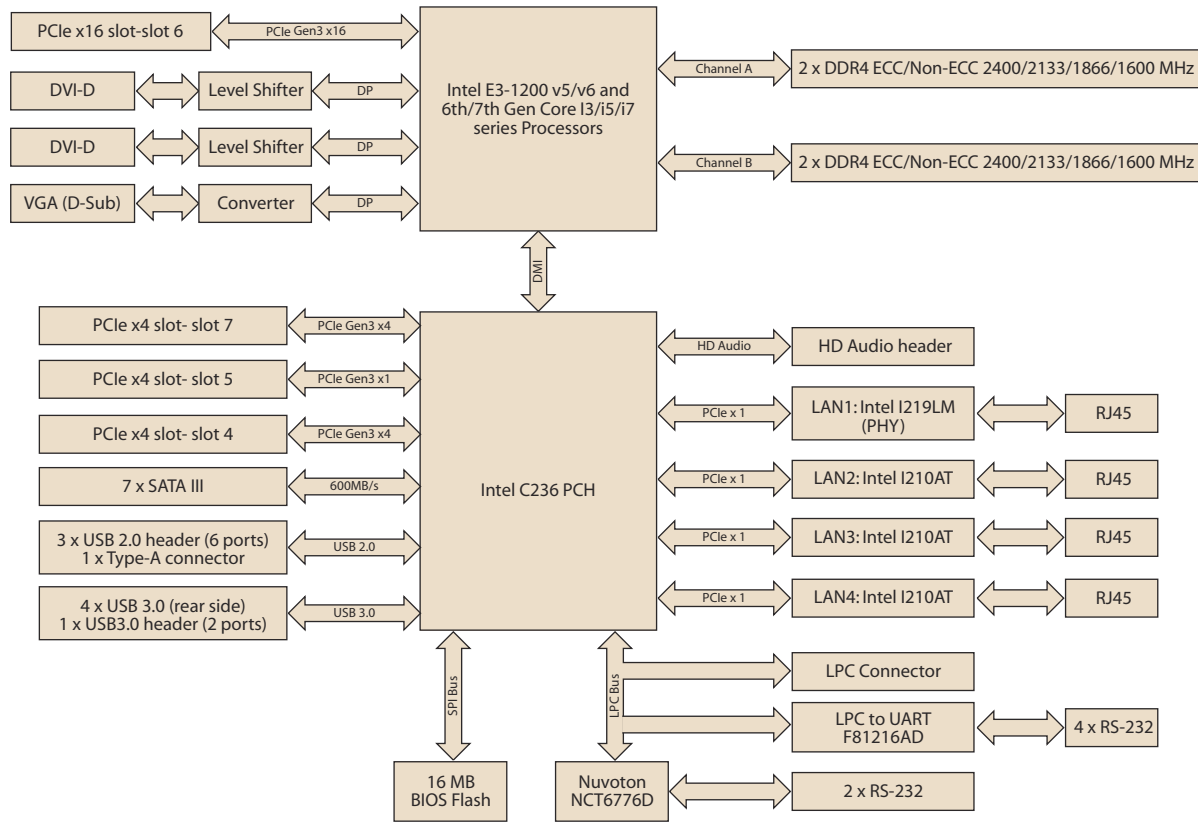 PCIe x16 slot-slot 6
PCIe Gen3 x16
DVI-D
Level Shifter
DP
DVI-D
Level Shifter
DP
VGA (D-Sub)
Converter
DP
Intel E3-1200 v5/v6 and
6th/7th Gen Core I3/i5/i7
series Processors
Channel A
2 x DDR4 ECC/Non-ECC 2400/2133/1866/1600 MHz
Channel B
2 x DDR4 ECC/Non-ECC 2400/2133/1866/1600 MHz
DMI
PCIe x4 slot- slot 7
PCIe Gen3 x4
PCIe x4 slot- slot 5
PCIe Gen3 x1
PCIe x4 slot- slot 4
PCIe Gen3 x4
7 x SATA III
600MB/s
3 x USB 2.0 header (6 ports)
1 x Type-A connector
USB 2.0
4 x USB 3.0 (rear side)
1 x USB3.0 header (2 ports)
USB 3.0
Intel C236 PCH
HD Audio
HD Audio header
PCIe x 1
LAN1: Intel I219LM
(PHY)
RJ45
PCIe x 1
LAN2: Intel I210AT
RJ45
PCIe x 1
LAN3: Intel I210AT
RJ45
PCIe x 1
LAN4: Intel I210AT
RJ45
SPI Bus
LPC Bus
LPC Connector
LPC to UART
F81216AD
4 x RS-232
16 MB
BIOS Flash
Nuvoton
NCT6776D
2 x RS-232